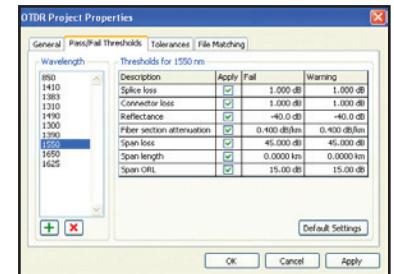 OTDR Project Properties
General Pass/Fail Thresholds Tolerances File Matching
Wavelength
850
1410
1383
1310
1490
1300
1390
1550
1650
1625
Thresholds for 1550 nm
Description Apply Fail Warning
Splice loss 1.000 dB 1.000 dB
Connector loss 1.000 dB 1.000 dB
Reflectance -40.0 dB -40.0 dB
Fiber section attenuation 0.400 dB/km 0.400 dB/km
Span loss 45.000 dB 45.000 dB
Span length 0.0000 km 0.0000 km
Span ORL 15.00 dB 15.00 dB
Default Settings
OK Cancel Apply